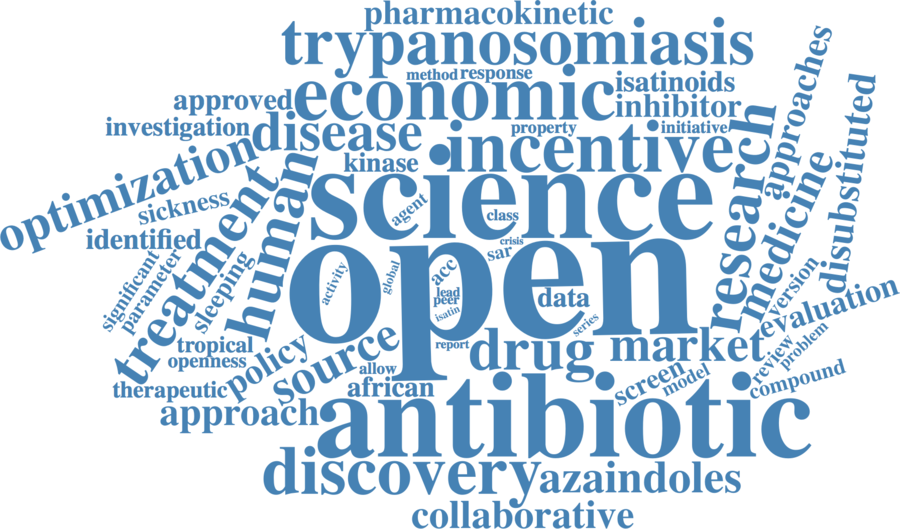 pharmacokinetic
trypanosomiasis
method
response
economic
isatinoids
approved
inhibitor
investigation
disease
property
initiative
incentive
kinase
optimization
science
research
approaches
medicine
disubstituted
sickness
agent
class
identified
treatment
human
crisis
sar
open
significant
parameter
sleeping
activity
global
acc
lead
peer
isatin
data
series
version
evaluation
tropical
openness
policy
source
report
drug
market
review
problem
therapeutic
allow
african
screen
model
compound
approach
antibiotic
discovery
azaindoles
collaborative